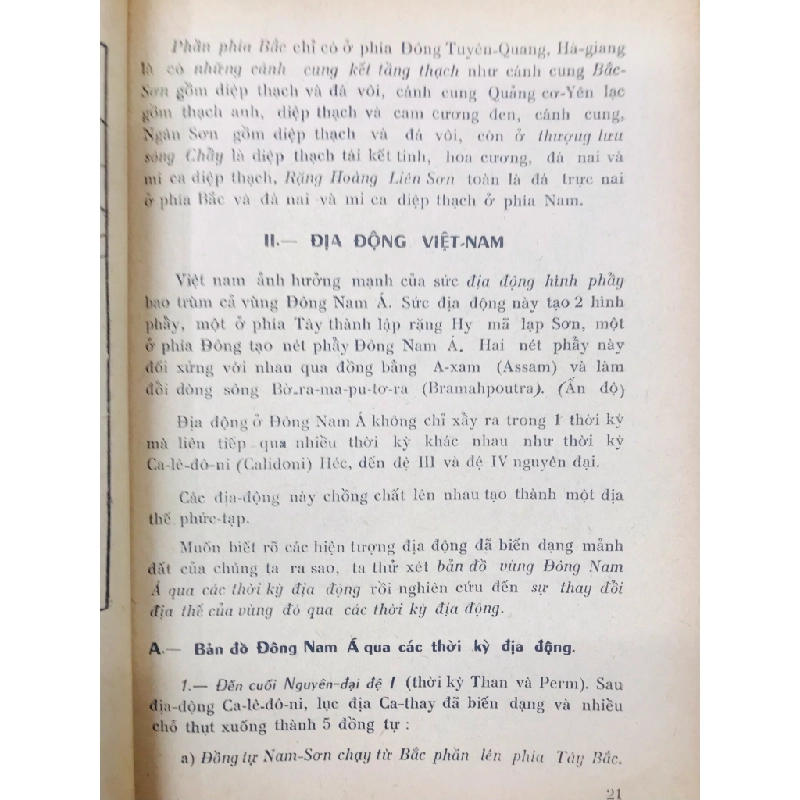 Phần phía Bắc chỉ có ở phía Đông Tuyên-Quang, Hà-giang
là có những cánh cung kết tầng thạch như cánh cung Bắc-
Sơn gồm diệp thạch và đá vôi, cánh cung Quảng cơ-Yên lạc
gồm thạch anh, diệp thạch và cam cương đen, cánh cung,
Ngân Sơn gồm diệp thạch và đá vôi, còn ở thượng lưu
sông Chầy là diệp thạch tái kết tinh, hoa cương, đá nai và
mi ca diệp thạch, Rặng Hoàng Liên Sơn toàn là đá trực nai
ở phía Bắc và đá nai và mi ca diệp thạch ở phía Nam.
II.— ĐỊA ĐỘNG VIỆT-NAM
Việt nam ảnh hưởng mạnh của sức địa động hình phầy
bao trùm cả vùng Đông Nam Á. Sức địa động này tạo 2 hình
phầy, một ở phía Tây thành lập rặng Hy mã lạp Sơn, một
ở phía Đông tạo nét phầy Đông Nam Á. Hai nét phầy này
đối xứng với nhau qua đồng bằng A-xam (Assam) và làm
đổi dòng sông Bờ-ra-ma-pu-tơ-ra (Bramahpoutra). (Ấn độ)
Địa động ở Đông Nam Á không chỉ xẩy ra trong 1 thời kỳ
mà liên tiếp qua nhiều thời kỳ khác nhau như thời kỳ
Ca-lê-đô-ni (Calidoni) Héc, đến đệ III và đệ IV nguyên đại.
Các địa-động này chồng chất lên nhau tạo thành một địa
thế phức-tạp.
Muốn biết rõ các hiện tượng địa động đã biến dạng mảnh
đất của chúng ta ra sao, ta thử xét bản đồ vùng Đông Nam
Á qua các thời kỳ địa động rồi nghiên cứu đến sự thay đổi
địa thế của vùng đó qua các thời kỳ địa động.
A.— Bản đồ Đông Nam Á qua các thời kỳ địa động.
1.— Đến cuối Nguyên-đại đệ I (thời kỳ Than và Perm). Sau
địa-động Ca-lê-đô-ni, lục địa Ca-thay đã biến dạng và nhiều
chỗ thụt xuống thành 5 đồng tự :
a) Đồng tự Nam-Sơn chạy từ Bắc phần lên phía Tây Bắc.
21